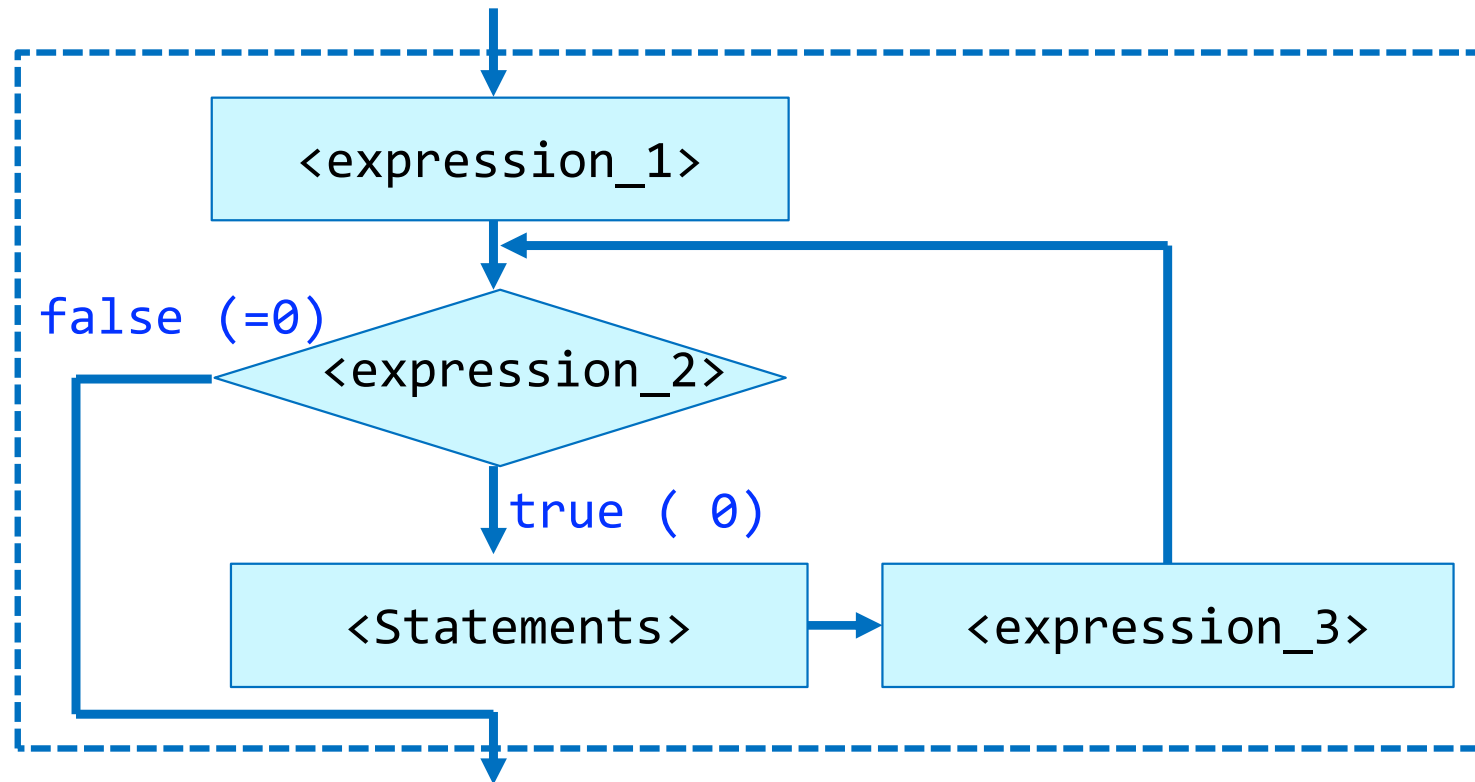 <expression_1>
false (=0)
<expression_2>
true ( 0)
<Statements>
<expression_3>